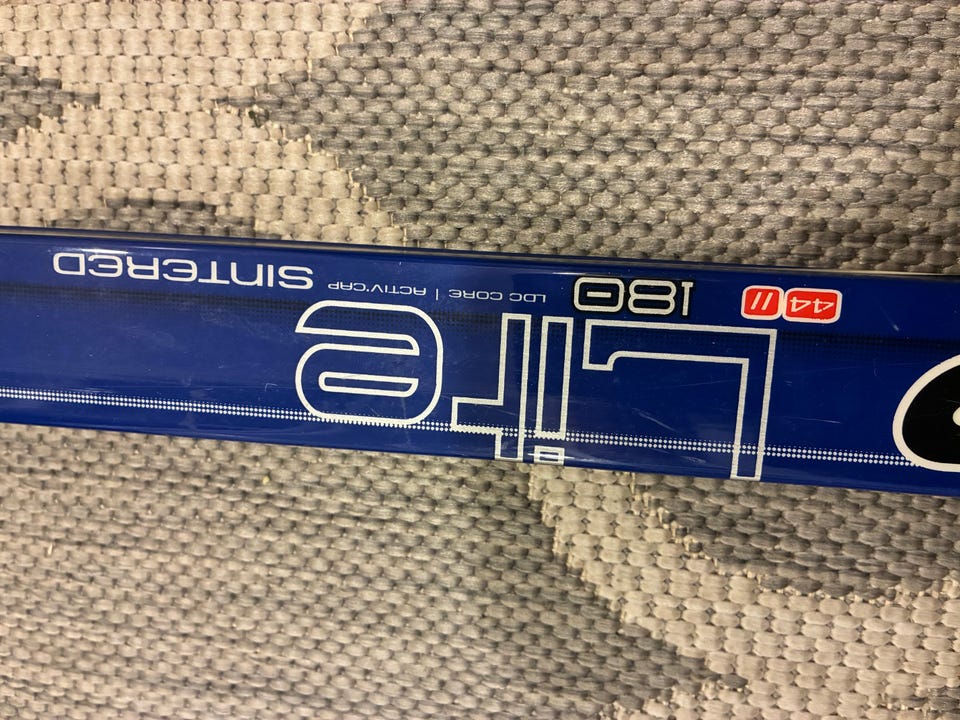 Lite
44 // 180 LDC CORE | ACTIV'CAP SINTERED